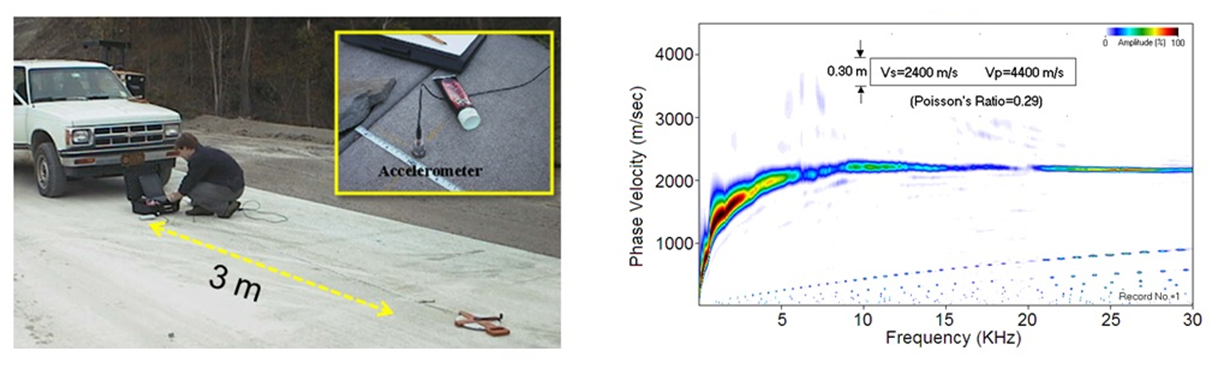 Accelerometer
3 m
0 Amplitude (%) 100
4000
0.30 m
Vs=2400 m/s Vp=4400 m/s
(Poisson's Ratio=0.29)
3000
2000
1000
Phase Velocity (m/sec)
Record No.=1
5 10 15 20 25 30
Frequency (KHz)